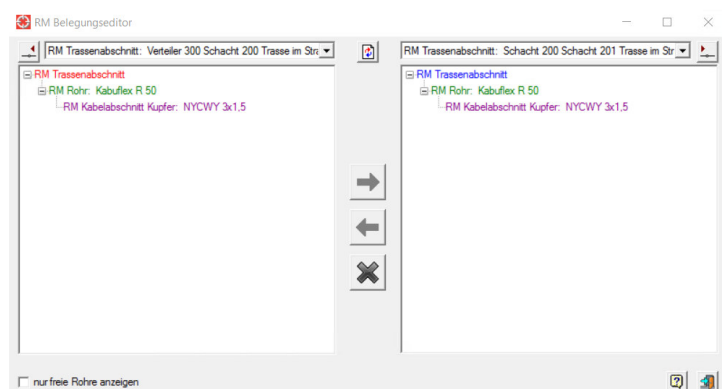 RM Belegungseditor
RM Trassenabschnitt: Verteiler 300 Schacht 200 Trasse im Stra
RM Trassenabschnitt: Schacht 200 Schacht 201 Trasse im Str
RM Trassenabschnitt
RM Rohr: Kabuflex R 50
RM Kabelabschnitt Kupfer: NYCWY 3x1,5
RM Trassenabschnitt
RM Rohr: Kabuflex R 50
RM Kabelabschnitt Kupfer: NYCWY 3x1,5
nur freie Rohre anzeigen